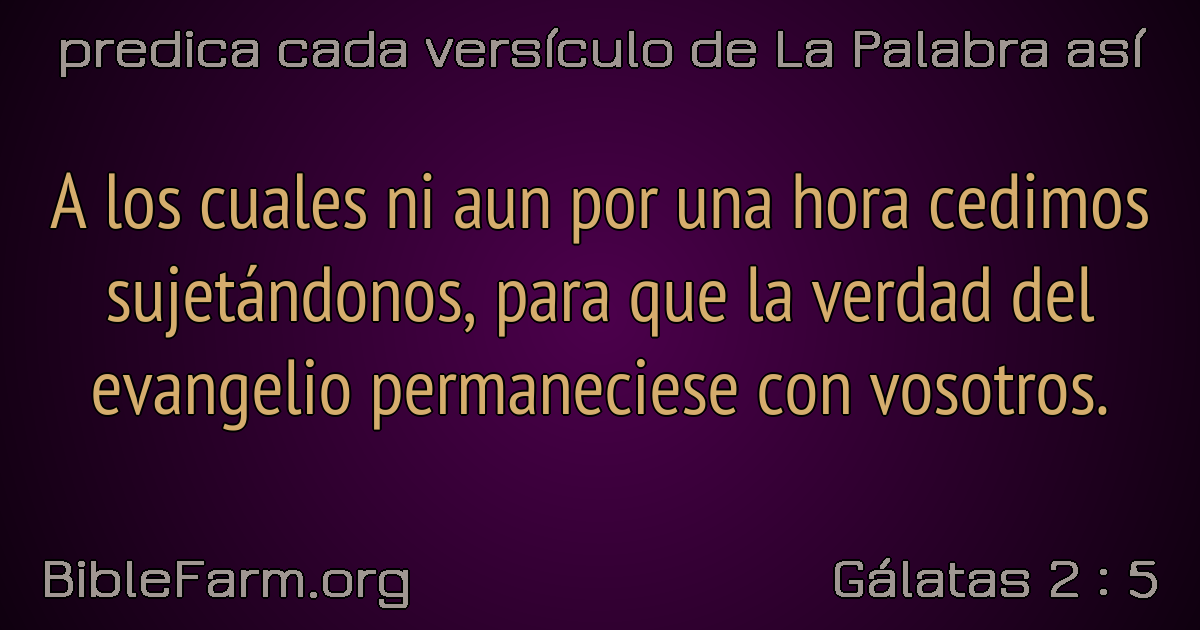 predica cada versículo de La Palabra así
A los cuales ni aun por una hora cedimos
sujetándonos, para que la verdad del
evangelio permaneciese con vosotros.
BibleFarm.org
Gálatas 2 : 5